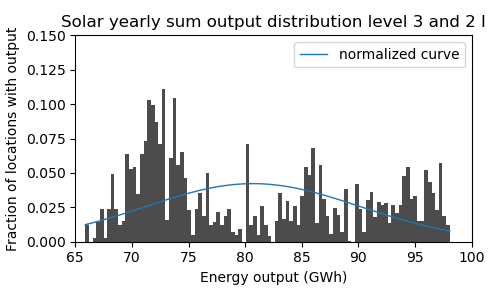 Solar yearly sum output distribution level 3 and 2 l
0.150
0.125
0.100
0.075
0.050
0.025
0.000
Fraction of locations with output
normalized curve
65 70 75 80 85 90 95 100
Energy output (GWh)